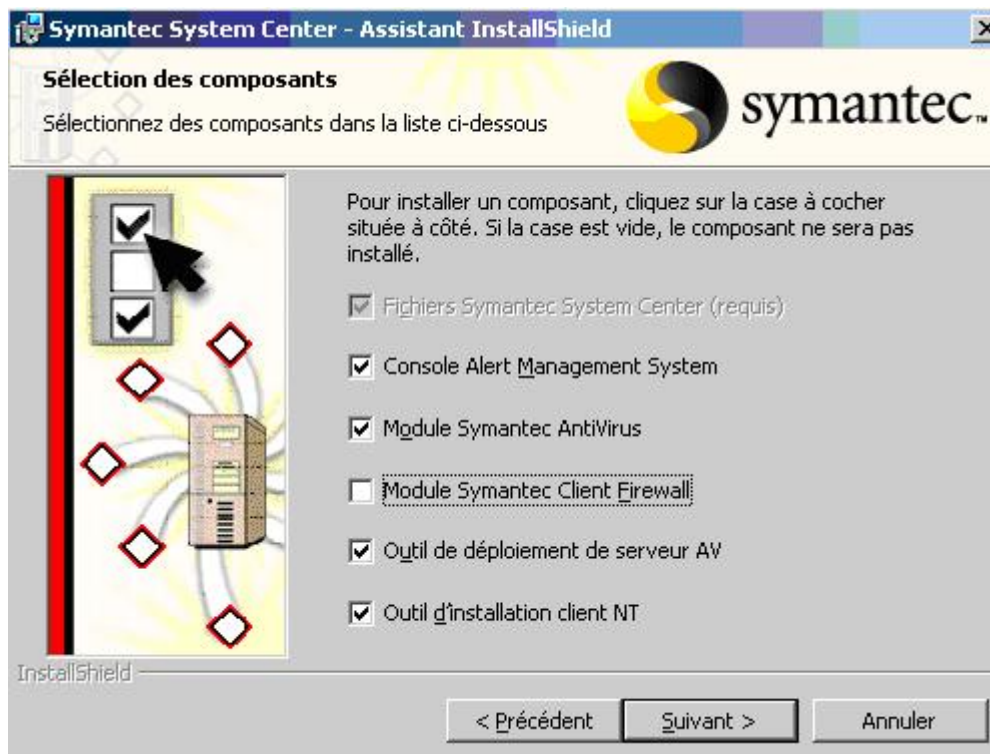 Symantec System Center - Assistant InstallShield
Sélection des composants
Sélectionnez des composants dans la liste ci-dessous
symantec™
Pour installer un composant, cliquez sur la case à cocher
située à côté. Si la case est vide, le composant ne sera pas
installé.
Fichiers Symantec System Center (requis)
Console Alert Management System
Module Symantec AntiVirus
Module Symantec Client Firewall
Outil de déploiement de serveur AV
Outil d'installation client NT
InstallShield
< Précédent
Suivant >
Annuler